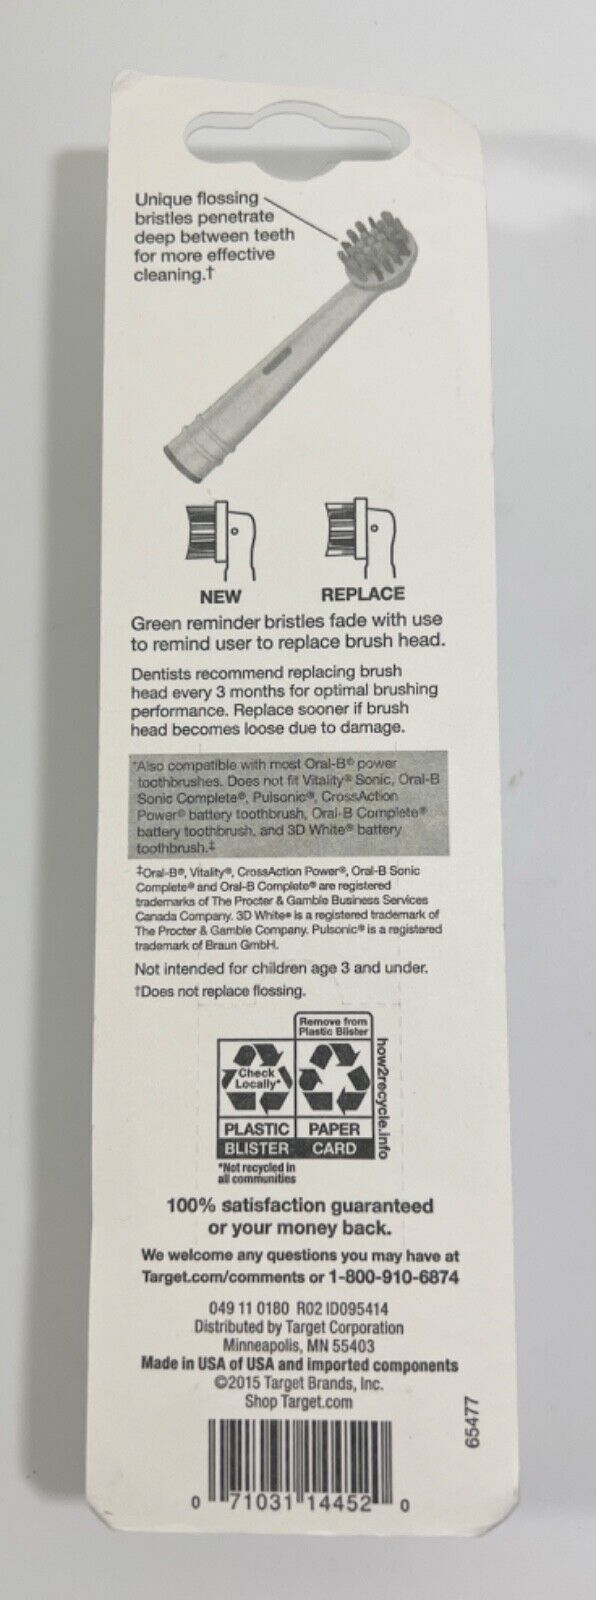 Unique flossing
bristles penetrate
deep between teeth
for more effective
cleaning.†
NEW
REPLACE
Green reminder bristles fade with use
to remind user to replace brush head.
Dentists recommend replacing brush
head every 3 months for optimal brushing
performance. Replace sooner if brush
head becomes loose due to damage.
*Also compatible with most Oral-B® power
toothbrushes. Does not fit Vitality® Sonic, Oral-B
Sonic Complete®, Pulsonic®, CrossAction
Power® battery toothbrush, Oral-B Complete®
battery toothbrush, and 3D White® battery
toothbrush.‡
‡Oral-B®, Vitality®, CrossAction Power®, Oral-B Sonic
Complete® and Oral-B Complete® are registered
trademarks of The Procter & Gamble Business Services
Canada Company. 3D White® is a registered trademark of
The Procter & Gamble Company. Pulsonic® is a registered
trademark of Braun GmbH.
Not intended for children age 3 and under.
†Does not replace flossing.
Remove from
Plastic Blister
Check
Locally*
PLASTIC
BLISTER
PAPER
CARD
how2recycle.info
*Not recycled in
all communities
100% satisfaction guaranteed
or your money back.
We welcome any questions you may have at
Target.com/comments or 1-800-910-6874
049 11 0180 R02 ID095414
Distributed by Target Corporation
Minneapolis, MN 55403
Made in USA of USA and imported components
©2015 Target Brands, Inc.
Shop Target.com
65477
0 71031 14452 0